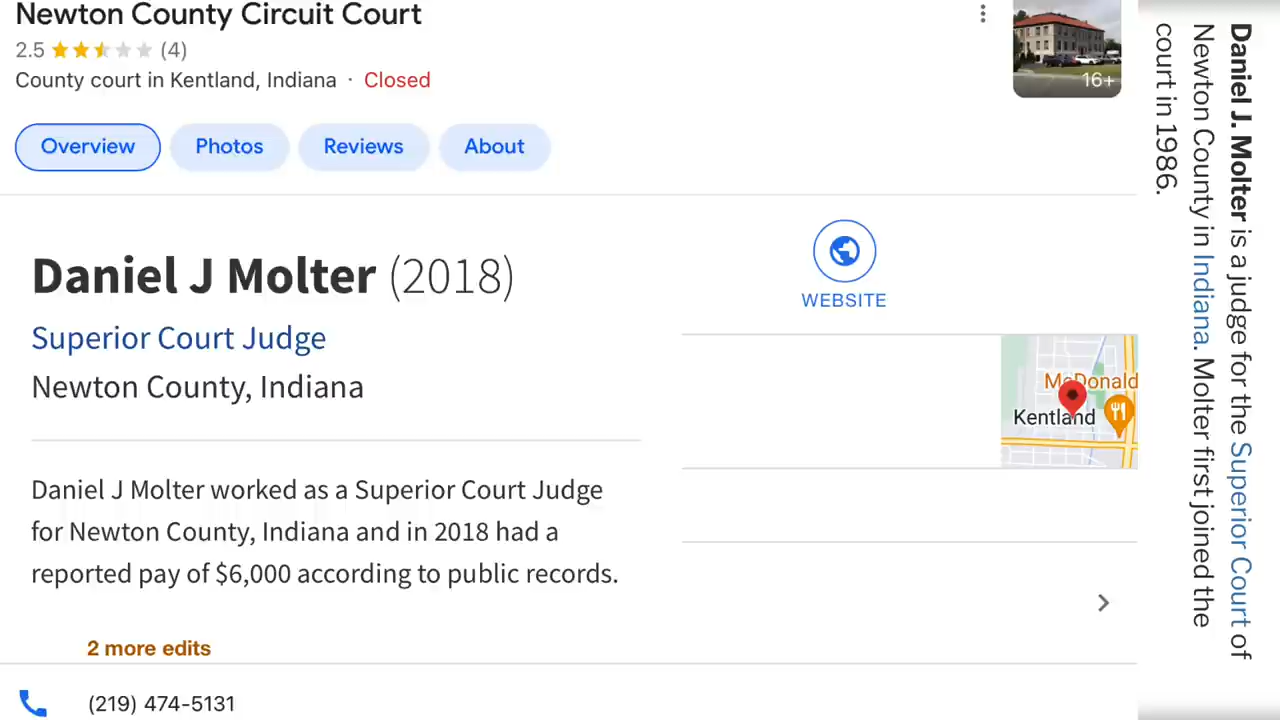 Newton County Circuit Court
2.5 (4)
County court in Kentland, Indiana · Closed
16+
Overview Photos Reviews About
Daniel J Molter (2018)
Superior Court Judge
Newton County, Indiana
Daniel J Molter worked as a Superior Court Judge
for Newton County, Indiana and in 2018 had a
reported pay of $6,000 according to public records.
2 more edits
(219) 474-5131
WEBSITE
McDonald
Kentland
Daniel J. Molter is a judge for the Superior Court of
Newton County in Indiana. Molter first joined the
court in 1986.